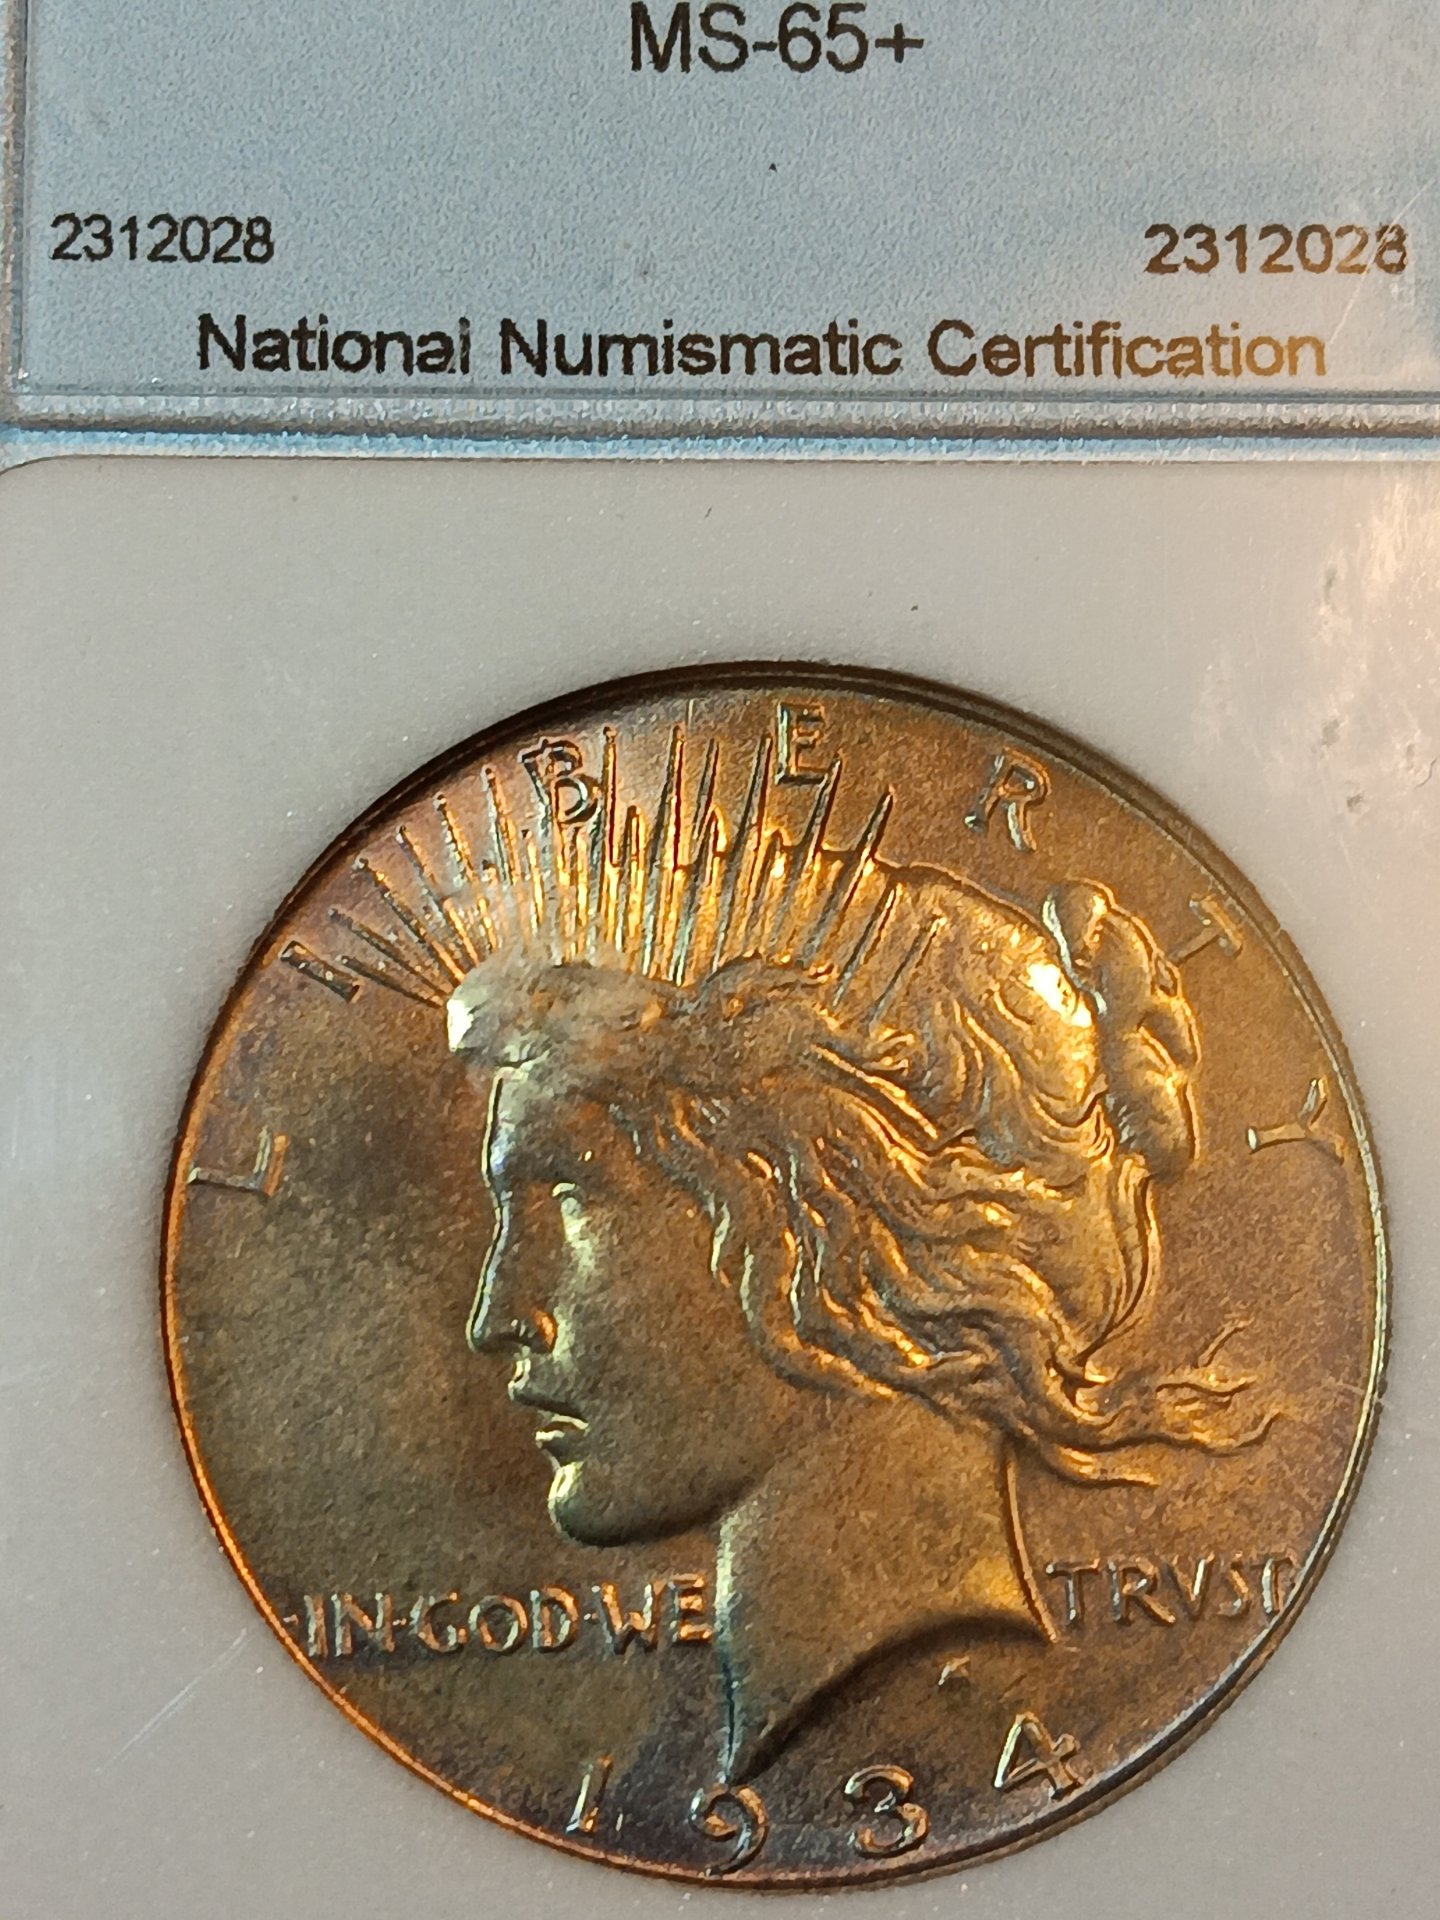 MS-65+
2312028 2312028
National Numismatic Certification
LIBERTY
IN·GOD·WE TRVST
1934